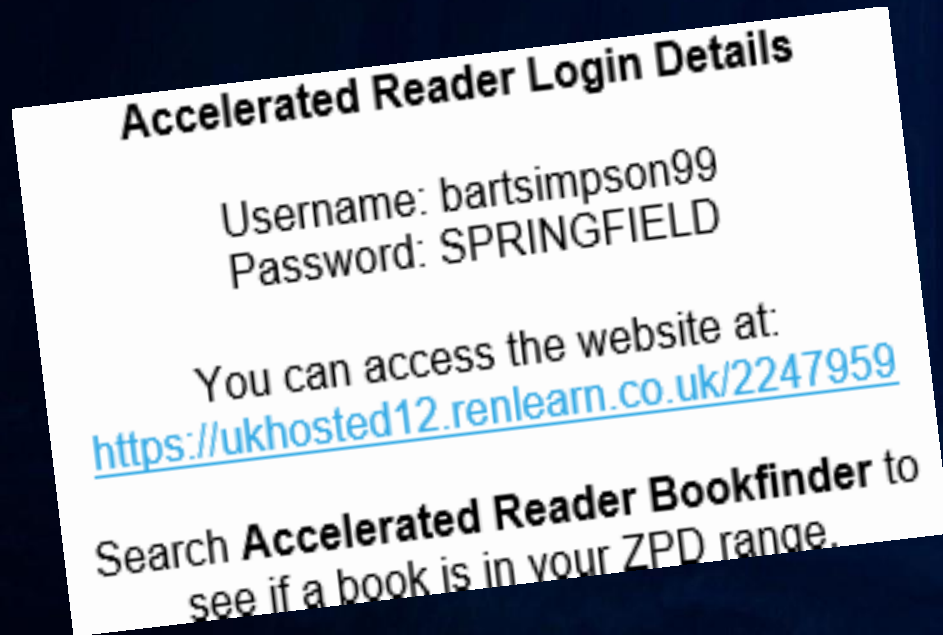 Accelerated Reader Login Details
Username: bartsimpson99
Password: SPRINGFIELD
You can access the website at:
https://ukhosted12.renlearn.co.uk/2247959
Search Accelerated Reader Bookfinder to
see if a book is in your ZPD range.